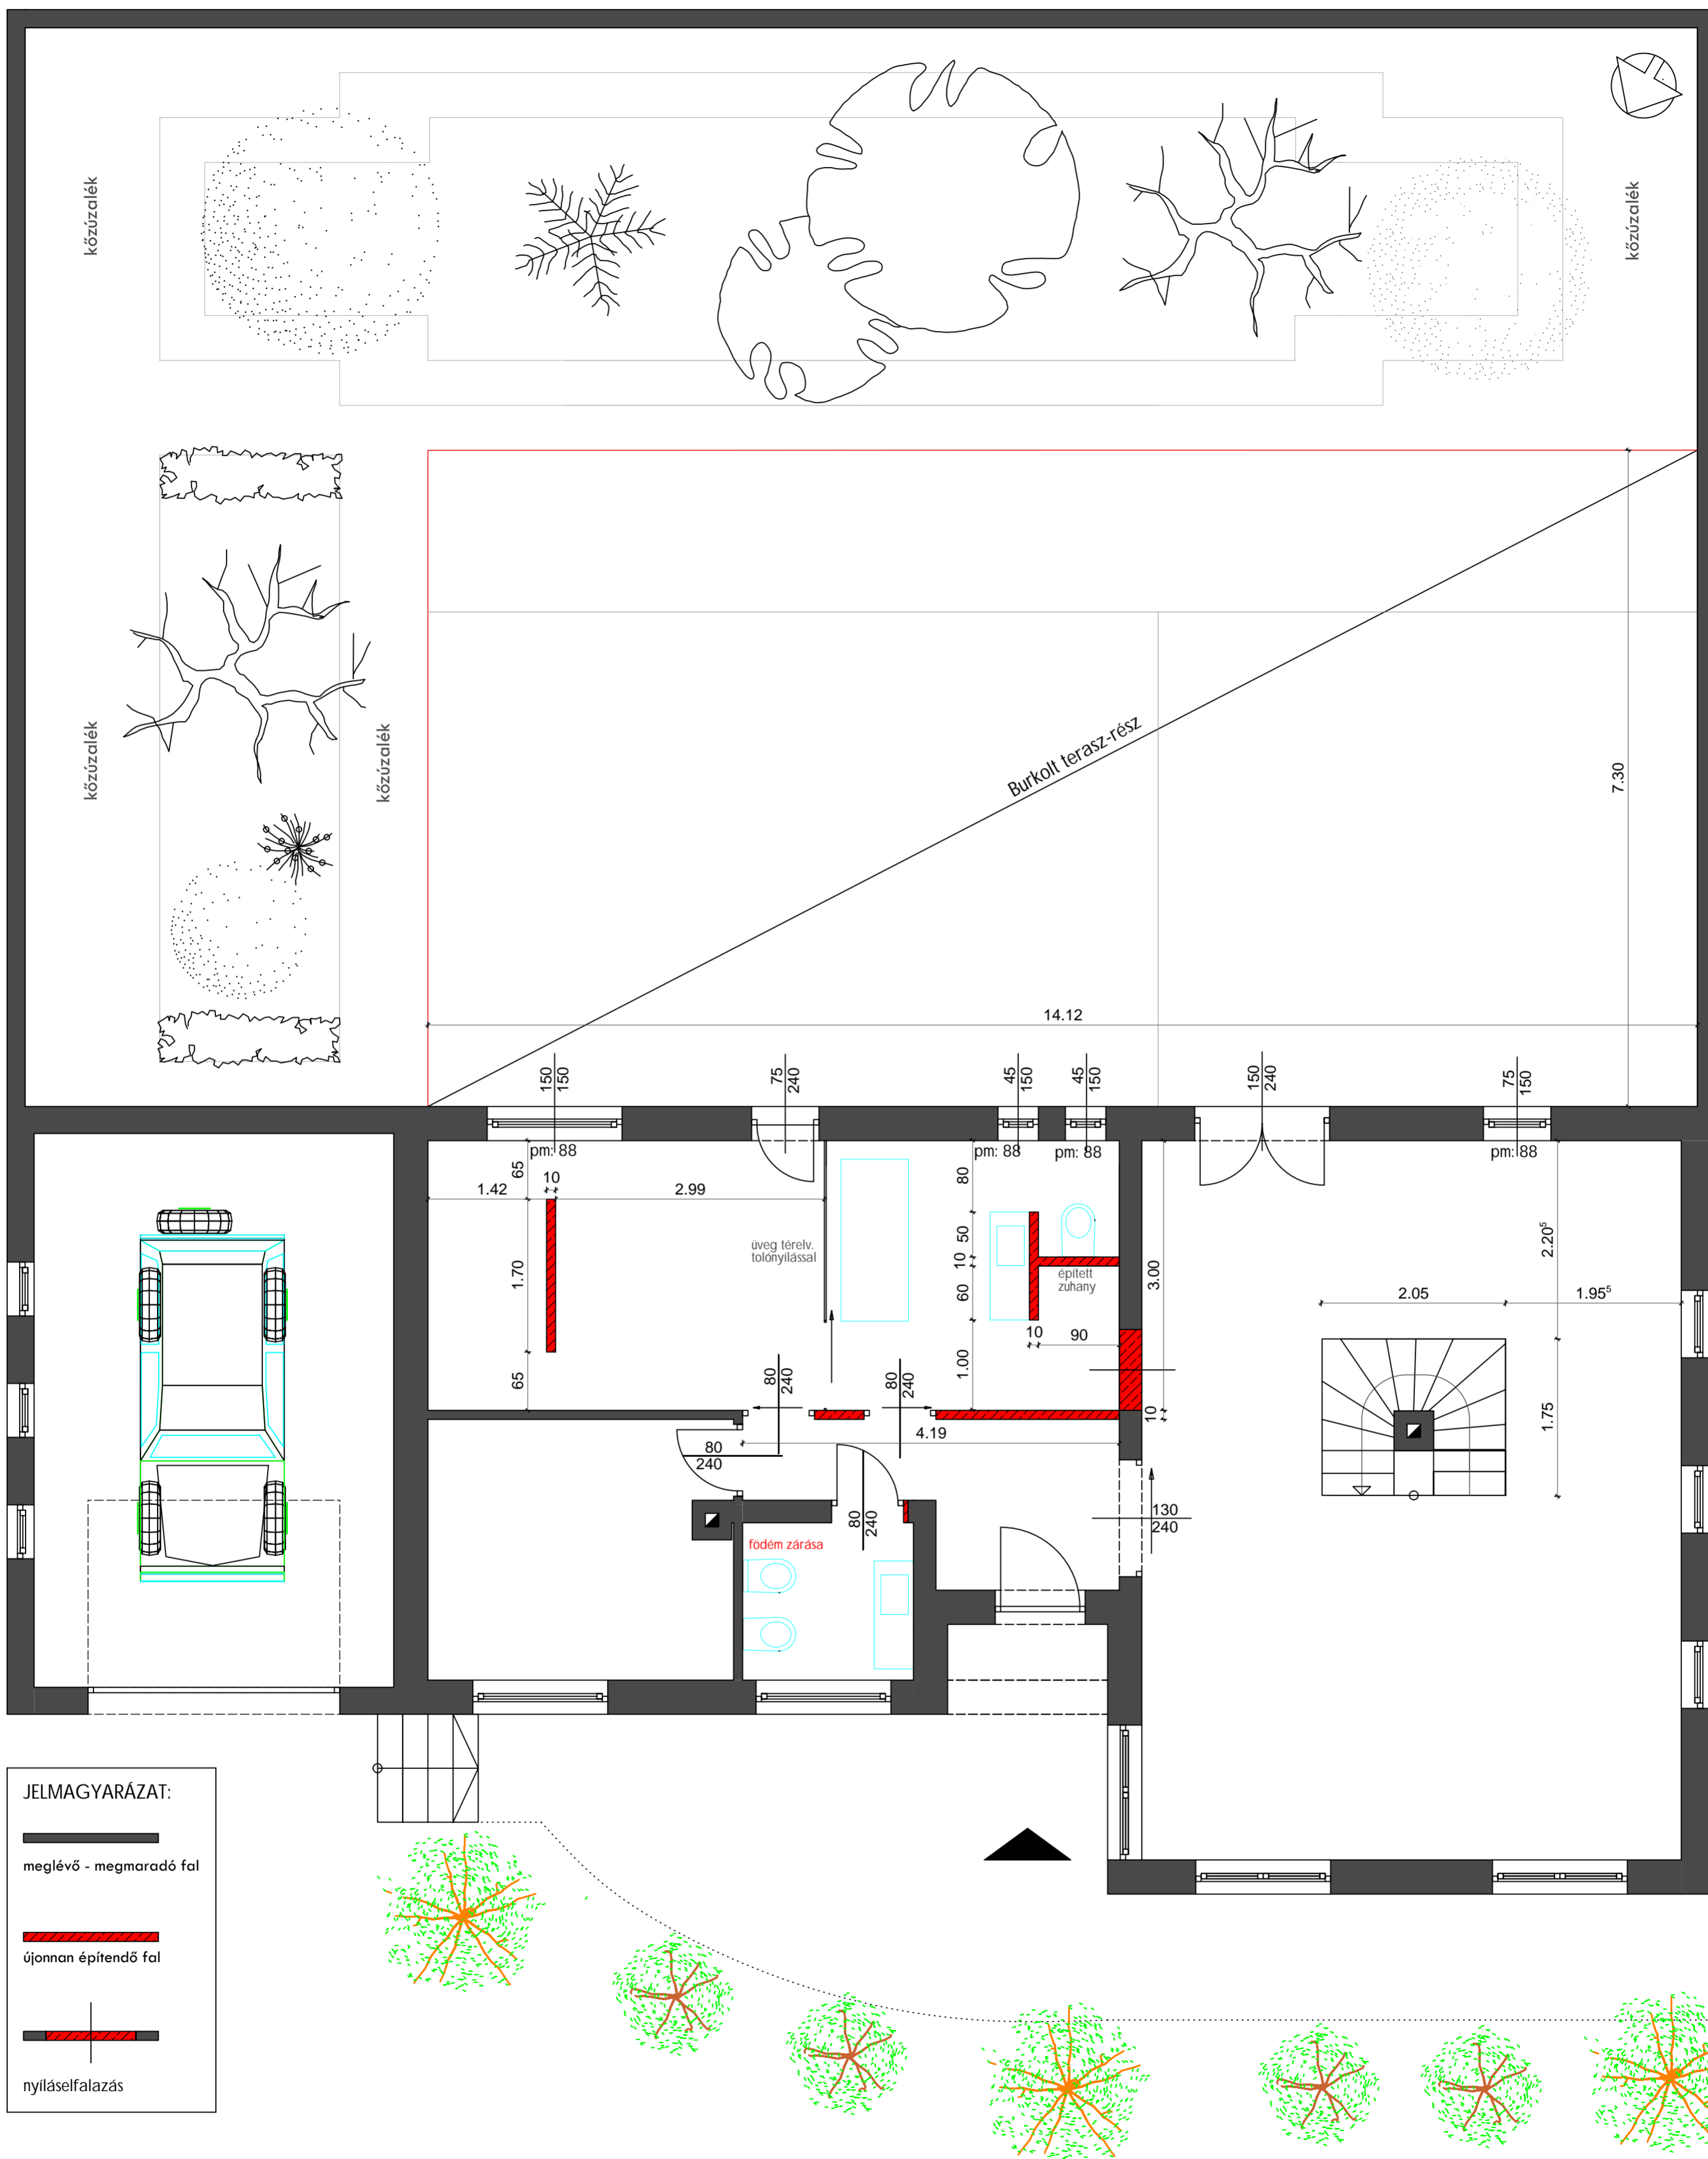 kőzúzalék
kőzúzalék
kőzúzalék
kőzúzalék
Burkolt terasz-rész
7.30
14.12
150
150
75
240
45
150
45
150
150
240
75
150
pm: 88
pm: 88
pm: 88
pm: 88
65
10
1.42
2.99
1.70
65
üveg térelv.
tolónyílással
80
50
10
60
1.00
épített
zuhany
10
90
3.00
10
2.20⁵
2.05
1.95⁵
1.75
80
240
80
240
4.19
80
240
80
240
130
240
födém zárása
JELMAGYARÁZAT:
meglévő - megmaradó fal
újonnan építendő fal
nyíláselfalazás